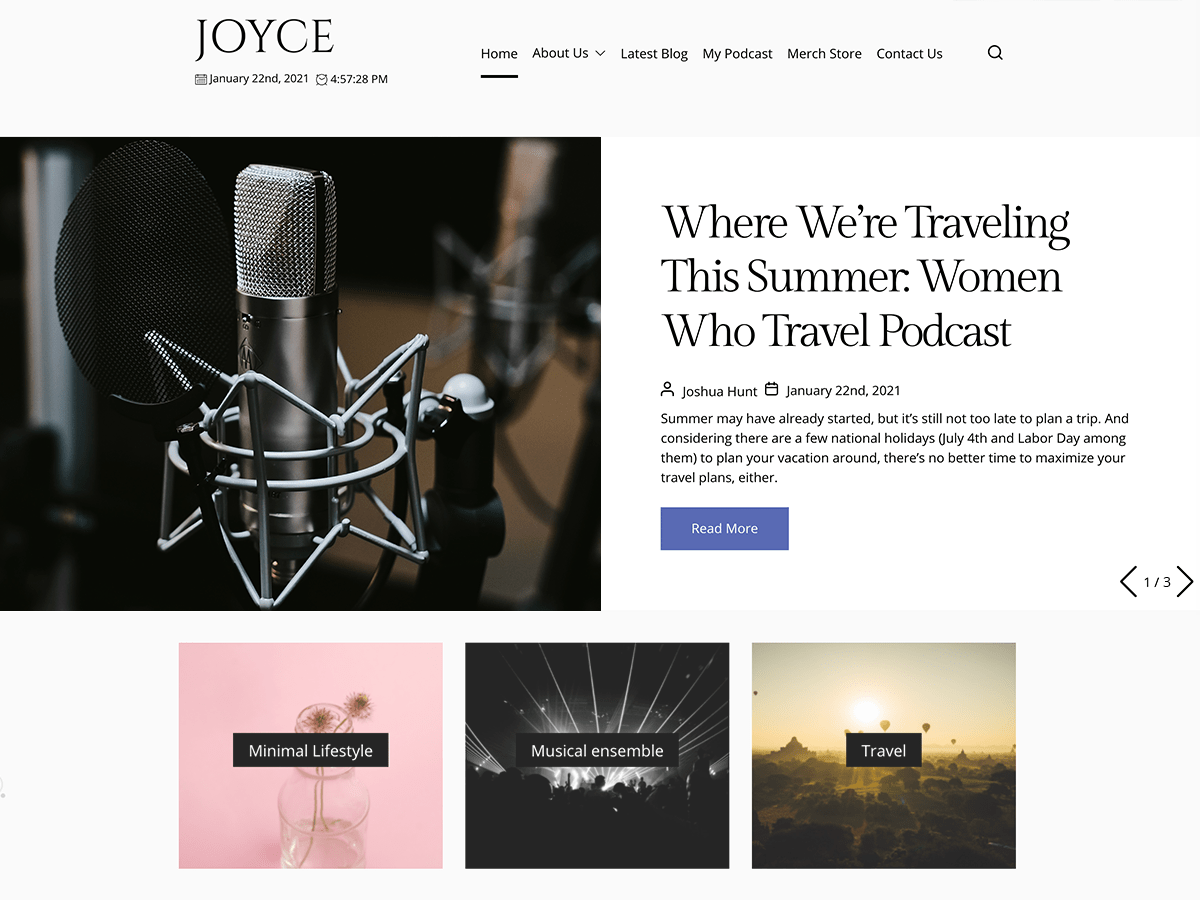 JOYCE
January 22nd, 2021 4:57:28 PM
Home About Us Latest Blog My Podcast Merch Store Contact Us
Where We’re Traveling
This Summer: Women
Who Travel Podcast
Joshua Hunt January 22nd, 2021
Summer may have already started, but it’s still not too late to plan a trip. And
considering there are a few national holidays (July 4th and Labor Day among
them) to plan your vacation around, there’s no better time to maximize your
travel plans, either.
Read More
1 / 3
Minimal Lifestyle
Musical ensemble
Travel